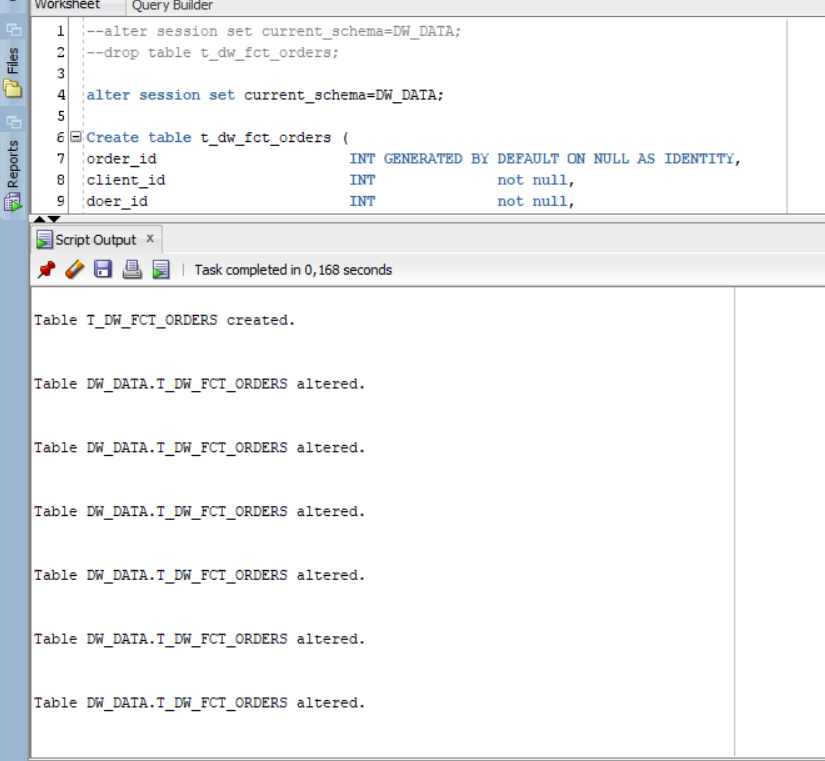 Worksheet Query Builder
Files
Reports
1 --alter session set current_schema=DW_DATA;
2 --drop table t_dw_fct_orders;
3
4 alter session set current_schema=DW_DATA;
5
6 Create table t_dw_fct_orders (
7 order_id INT GENERATED BY DEFAULT ON NULL AS IDENTITY,
8 client_id INT not null,
9 doer_id INT not null,
Script Output x
Task completed in 0,168 seconds
Table T_DW_FCT_ORDERS created.
Table DW_DATA.T_DW_FCT_ORDERS altered.
Table DW_DATA.T_DW_FCT_ORDERS altered.
Table DW_DATA.T_DW_FCT_ORDERS altered.
Table DW_DATA.T_DW_FCT_ORDERS altered.
Table DW_DATA.T_DW_FCT_ORDERS altered.
Table DW_DATA.T_DW_FCT_ORDERS altered.